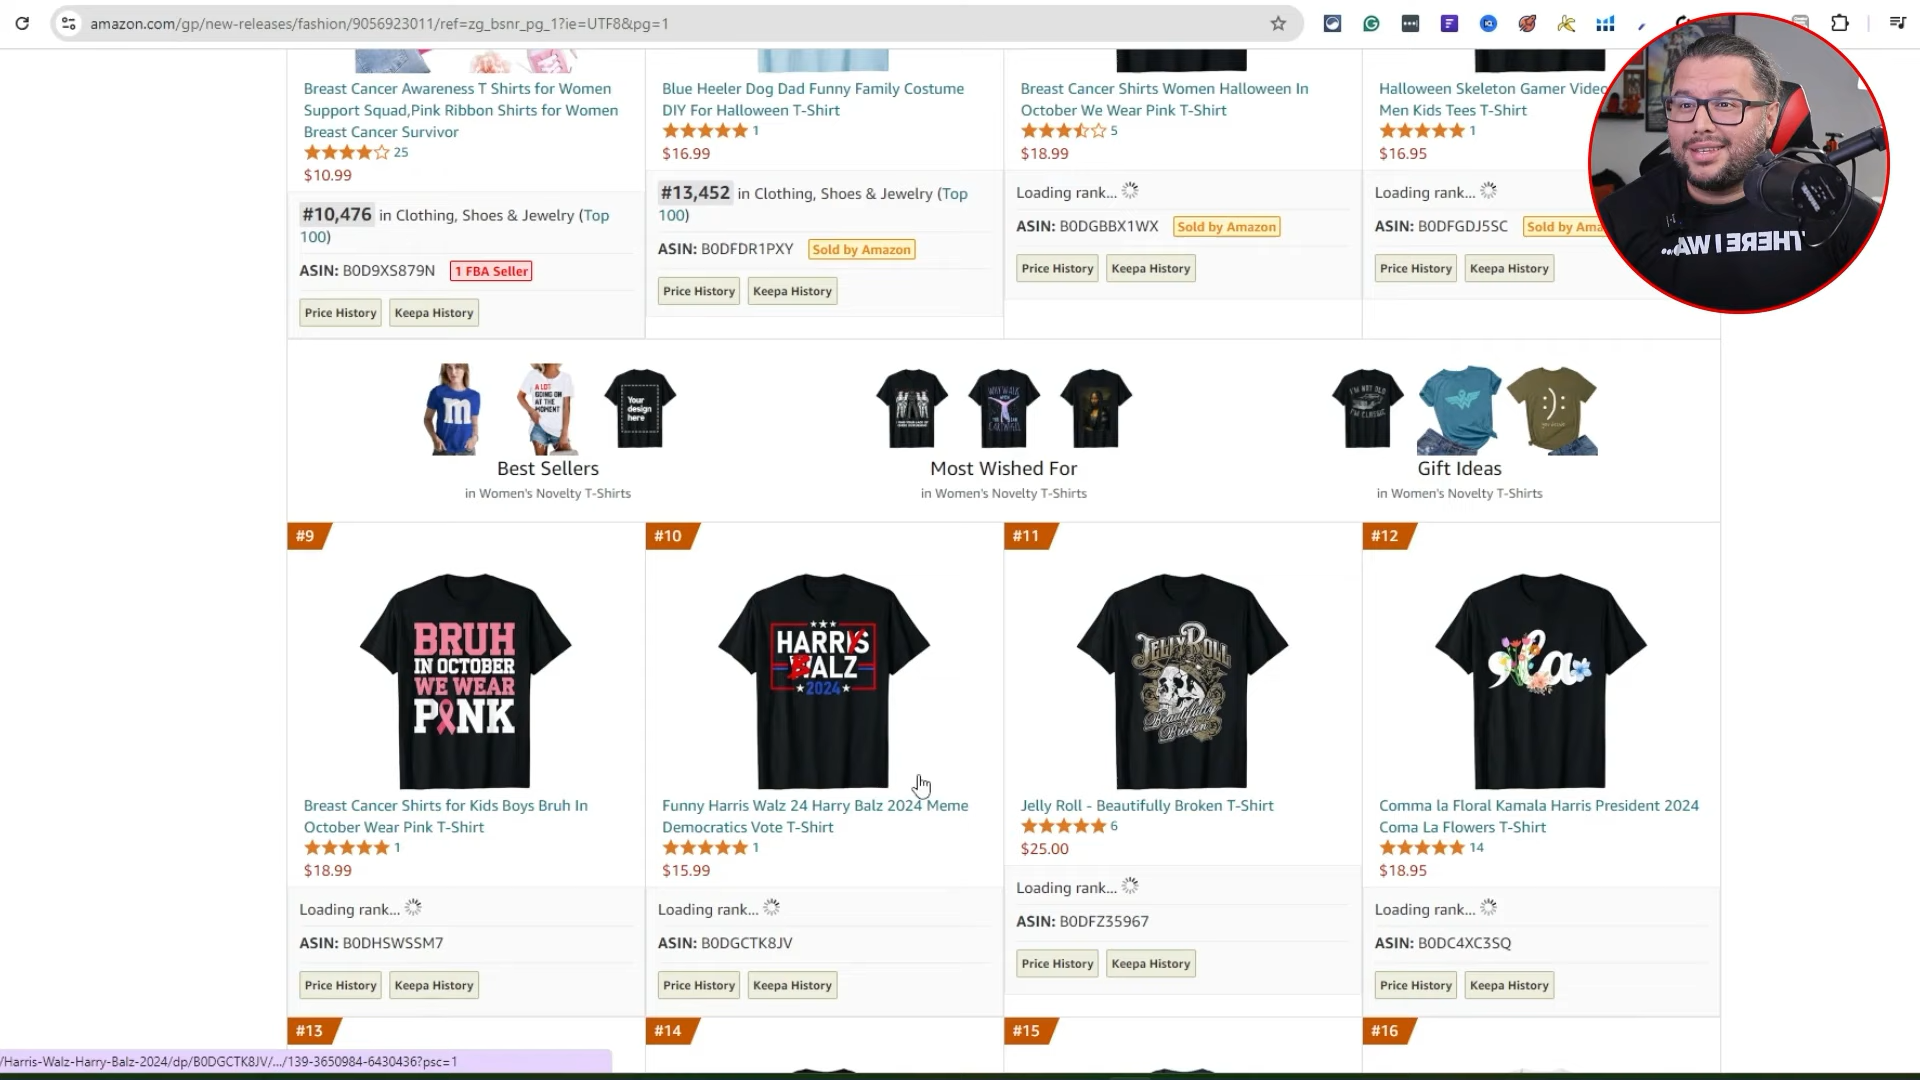 amazon.com/gp/new-releases/fashion/9056923011/ref=zg_bsnr_pg_1?ie=UTF8&pg=1
Breast Cancer Awareness T Shirts for Women
Support Squad,Pink Ribbon Shirts for Women
Breast Cancer Survivor
25
$10.99
#10,476 in Clothing, Shoes & Jewelry (Top
100)
ASIN: B0D9XS879N 1 FBA Seller
Price History Keepa History
Blue Heeler Dog Dad Funny Family Costume
DIY For Halloween T-Shirt
1
$16.99
#13,452 in Clothing, Shoes & Jewelry (Top
100)
ASIN: B0DFDR1PXY Sold by Amazon
Price History Keepa History
Breast Cancer Shirts Women Halloween In
October We Wear Pink T-Shirt
5
$18.99
Loading rank...
ASIN: B0DGBBX1WX Sold by Amazon
Price History Keepa History
Halloween Skeleton Gamer Video
Men Kids Tees T-Shirt
1
$16.95
Loading rank...
ASIN: B0DFGDJ5SC Sold by Ama
Price History Keepa History
THERE I WA...
m
A LOT
GOING ON
AT THE
MOMENT
Your
design
here
Best Sellers
in Women's Novelty T-Shirts
Most Wished For
in Women's Novelty T-Shirts
I'M NOT OLD
I'M CLASSIC
:):
Gift Ideas
in Women's Novelty T-Shirts
#9
BRUH
IN OCTOBER
WE WEAR
PINK
Breast Cancer Shirts for Kids Boys Bruh In
October Wear Pink T-Shirt
1
$18.99
Loading rank...
ASIN: B0DHSWSSM7
Price History Keepa History
#10
HARRYS
BALZ
2024
Funny Harris Walz 24 Harry Balz 2024 Meme
Democratics Vote T-Shirt
1
$15.99
Loading rank...
ASIN: B0DGCTK8JV
Price History Keepa History
#11
JELLY ROLL
Beautifully
Broken
Jelly Roll - Beautifully Broken T-Shirt
6
$25.00
Loading rank...
ASIN: B0DFZ35967
Price History Keepa History
#12
,la
Comma la Floral Kamala Harris President 2024
Coma La Flowers T-Shirt
14
$18.95
Loading rank...
ASIN: B0DC4XC3SQ
Price History Keepa History
#13
#14
#15
#16
/Harris-Walz-Harry-Balz-2024/dp/B0DGCTK8JV/.../139-3650984-6430436?psc=1